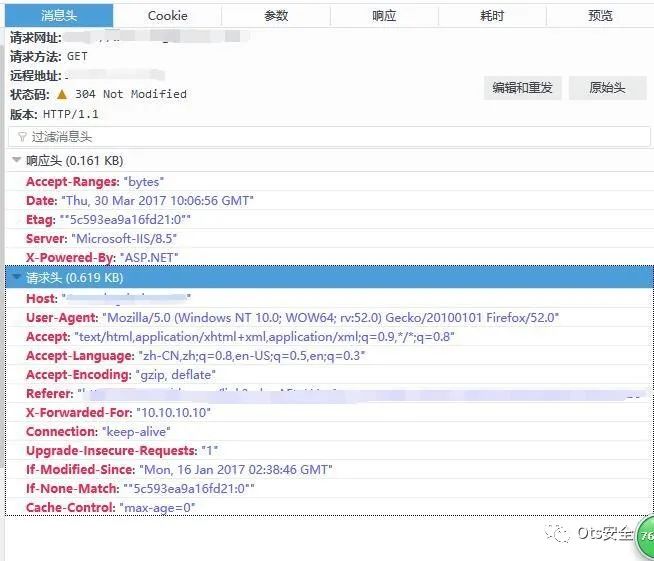 消息头 Cookie 参数 响应 耗时 预览
请求网址:
请求方法: GET
远程地址:
状态码: 304 Not Modified
编辑和重发 原始头
版本: HTTP/1.1
过滤消息头
响应头 (0.161 KB)
Accept-Ranges: "bytes"
Date: "Thu, 30 Mar 2017 10:06:56 GMT"
Etag: ""5c593ea9a16fd21:0""
Server: "Microsoft-IIS/8.5"
X-Powered-By: "ASP.NET"
请求头 (0.619 KB)
Host: "
User-Agent: "Mozilla/5.0 (Windows NT 10.0; WOW64; rv:52.0) Gecko/20100101 Firefox/52.0"
Accept: "text/html,application/xhtml+xml,application/xml;q=0.9,*/*;q=0.8"
Accept-Language: "zh-CN,zh;q=0.8,en-US;q=0.5,en;q=0.3"
Accept-Encoding: "gzip, deflate"
Referer:
X-Forwarded-For: "10.10.10.10"
Connection: "keep-alive"
Upgrade-Insecure-Requests: "1"
If-Modified-Since: "Mon, 16 Jan 2017 02:38:46 GMT"
If-None-Match: ""5c593ea9a16fd21:0""
Cache-Control: "max-age=0"
Ots安全
76